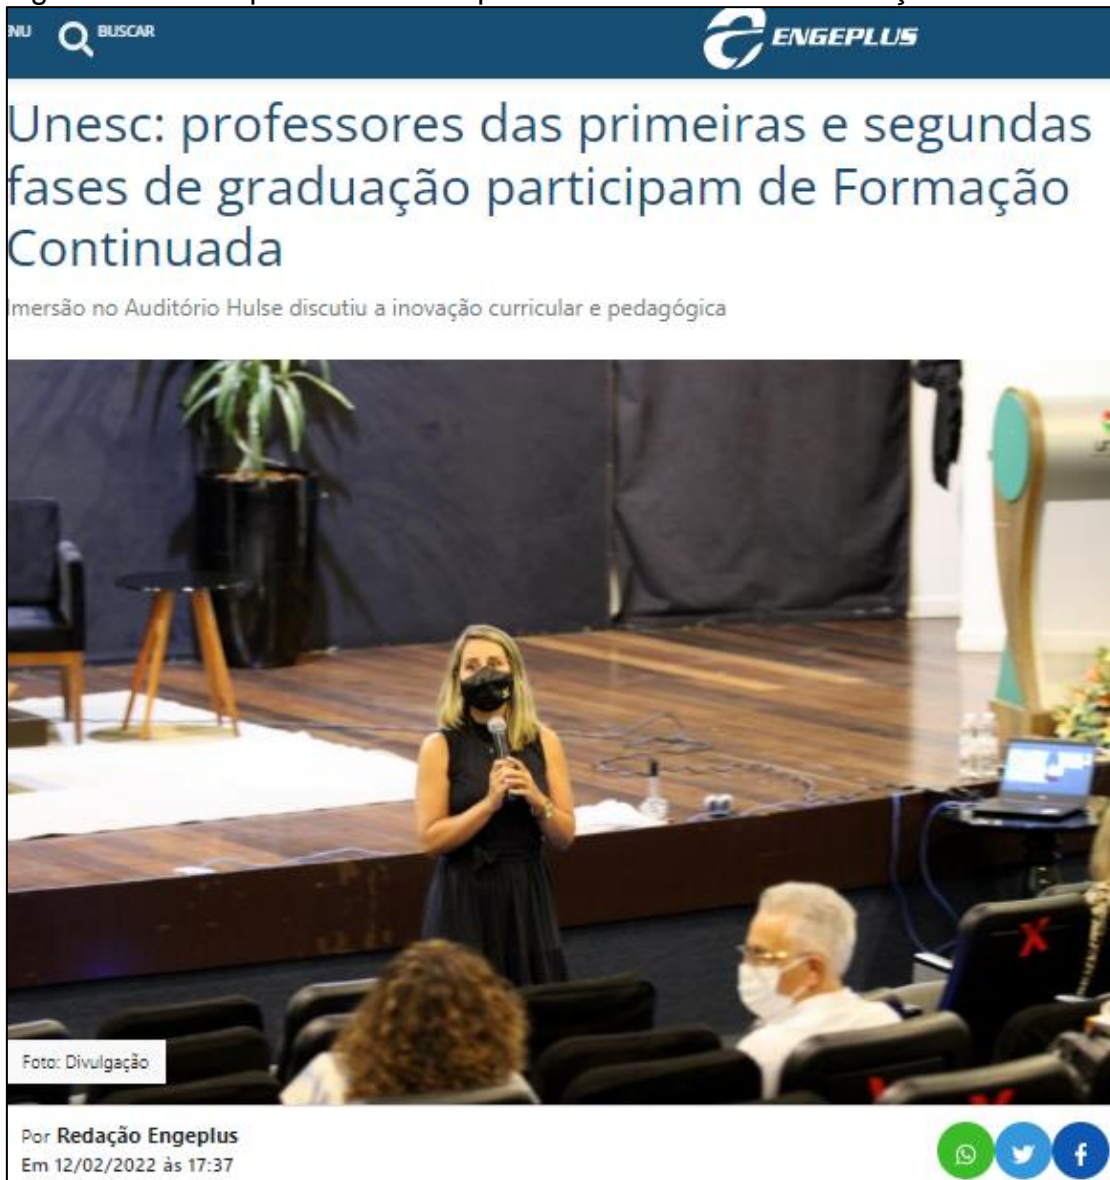 NU
BUSCAR
ENGEPLUS
Unesc: professores das primeiras e segundas
fases de graduação participam de Formação
Continuada
Imersão no Auditório Hulse discutiu a inovação curricular e pedagógica
Foto: Divulgação
Por Redação Engeplus
Em 12/02/2022 às 17:37